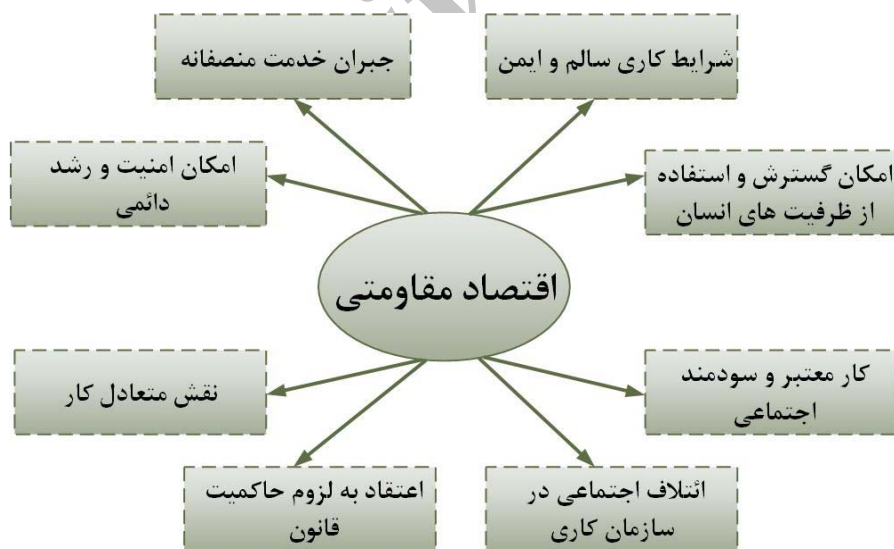 شرایط کاری سالم و ایمن
جبران خدمت منصفانه
امکان گسترش و استفاده
از ظرفیت های انسان
امکان امنیت و رشد
دائمی
اقتصاد مقاومتی
کار معتبر و سودمند
اجتماعی
نقش متعادل کار
ائتلاف اجتماعی در
سازمان کاری
اعتقاد به لزوم حاکمیت
قانون